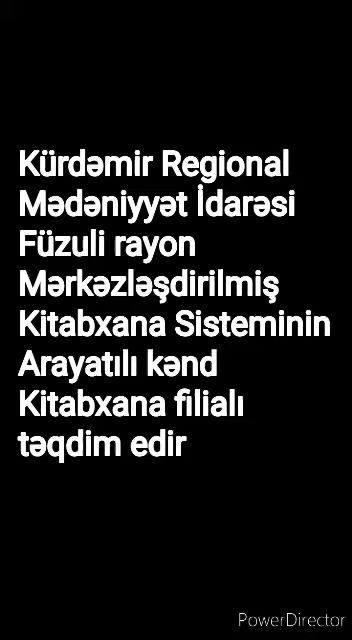 Kürdəmir Regional
Mədəniyyət İdarəsi
Füzuli rayon
Mərkəzləşdirilmiş
Kitabxana Sisteminin
Arayatılı kənd
Kitabxana filialı
təqdim edir
PowerDirector